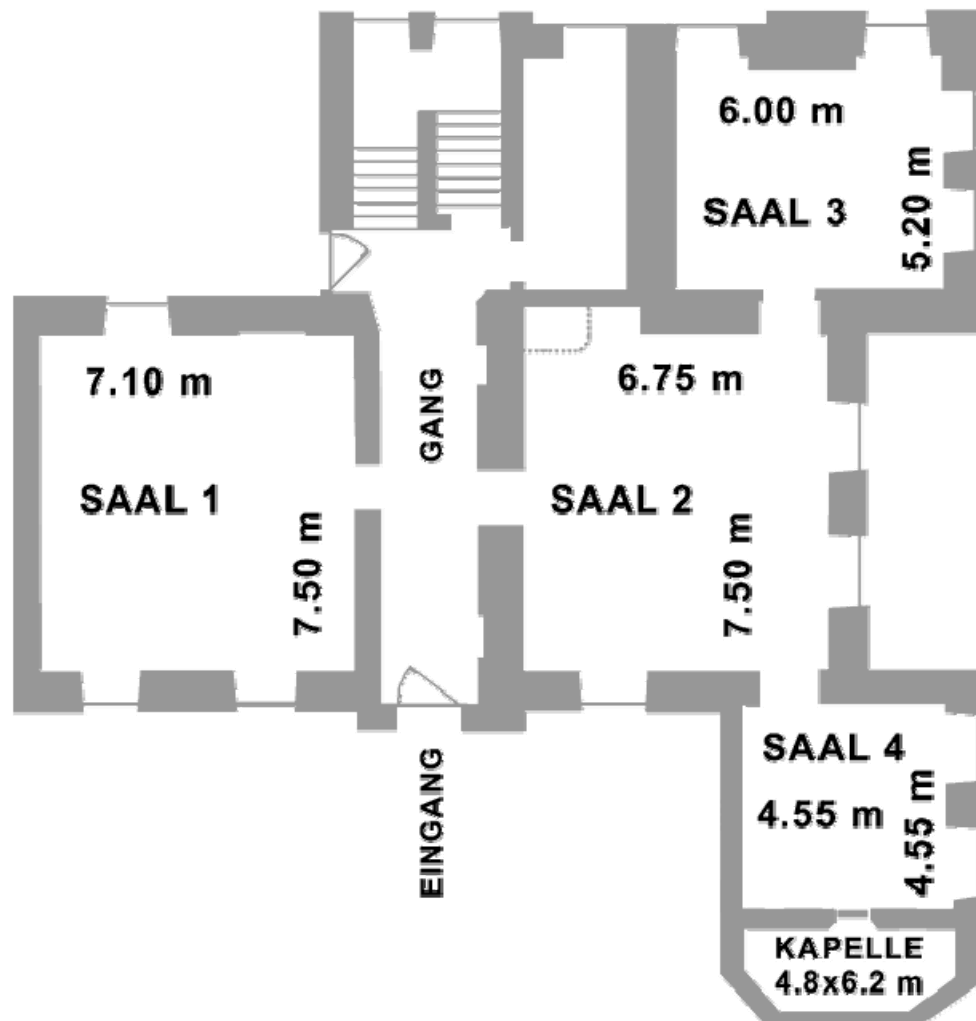 6.00 m
SAAL 3
5.20 m
7.10 m
SAAL 1
7.50 m
GANG
6.75 m
SAAL 2
7.50 m
EINGANG
SAAL 4
4.55 m
4.55 m
KAPELLE
4.8x6.2 m